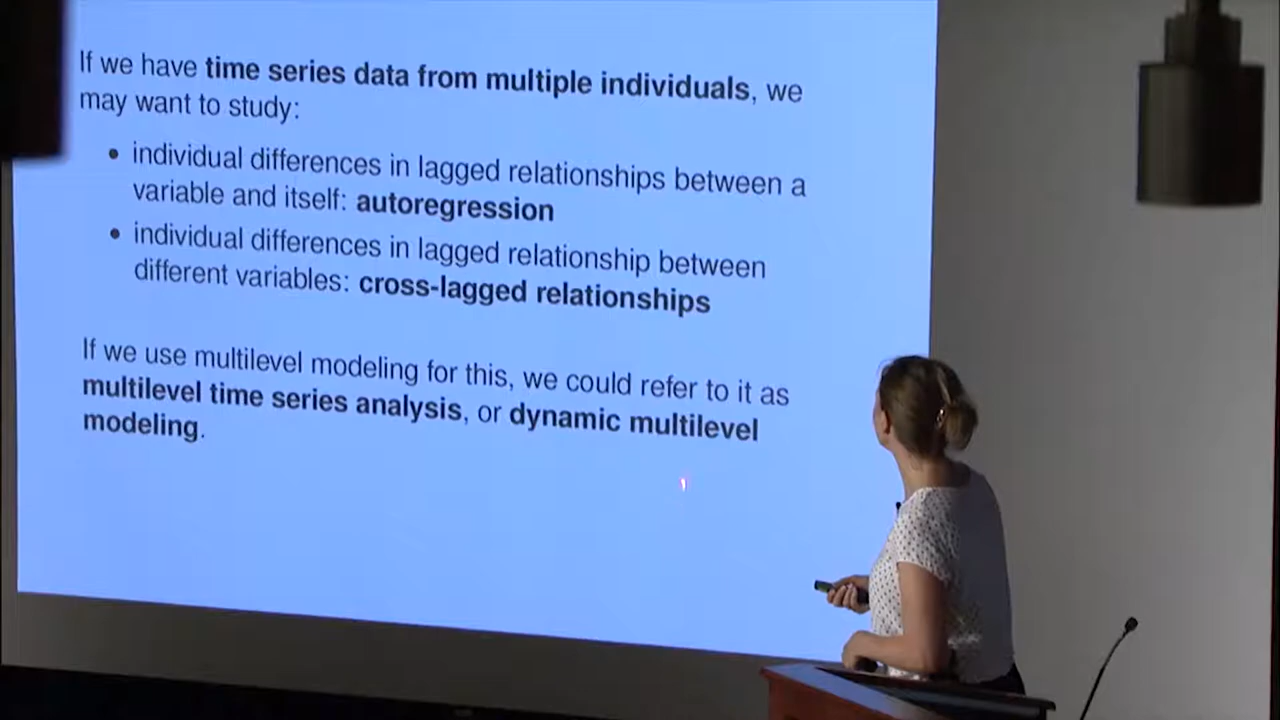 If we have time series data from multiple individuals, we
may want to study:
• individual differences in lagged relationships between a
variable and itself: autoregression
• individual differences in lagged relationship between
different variables: cross-lagged relationships
If we use multilevel modeling for this, we could refer to it as
multilevel time series analysis, or dynamic multilevel
modeling.